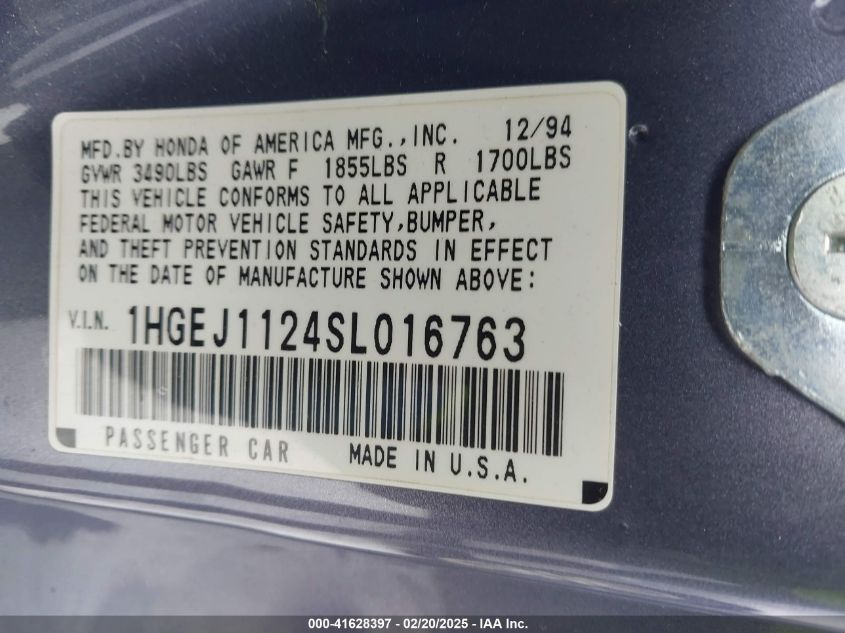 MFD.BY HONDA OF AMERICA MFG.,INC. 12/94
GVWR 3490LBS GAWR F 1855LBS R 1700LBS
THIS VEHICLE CONFORMS TO ALL APPLICABLE
FEDERAL MOTOR VEHICLE SAFETY,BUMPER,
AND THEFT PREVENTION STANDARDS IN EFFECT
ON THE DATE OF MANUFACTURE SHOWN ABOVE:
V.I.N. 1HGEJ1124SL016763
PASSENGER CAR MADE IN U.S.A.
000-41628397 - 02/20/2025 - IAA Inc.